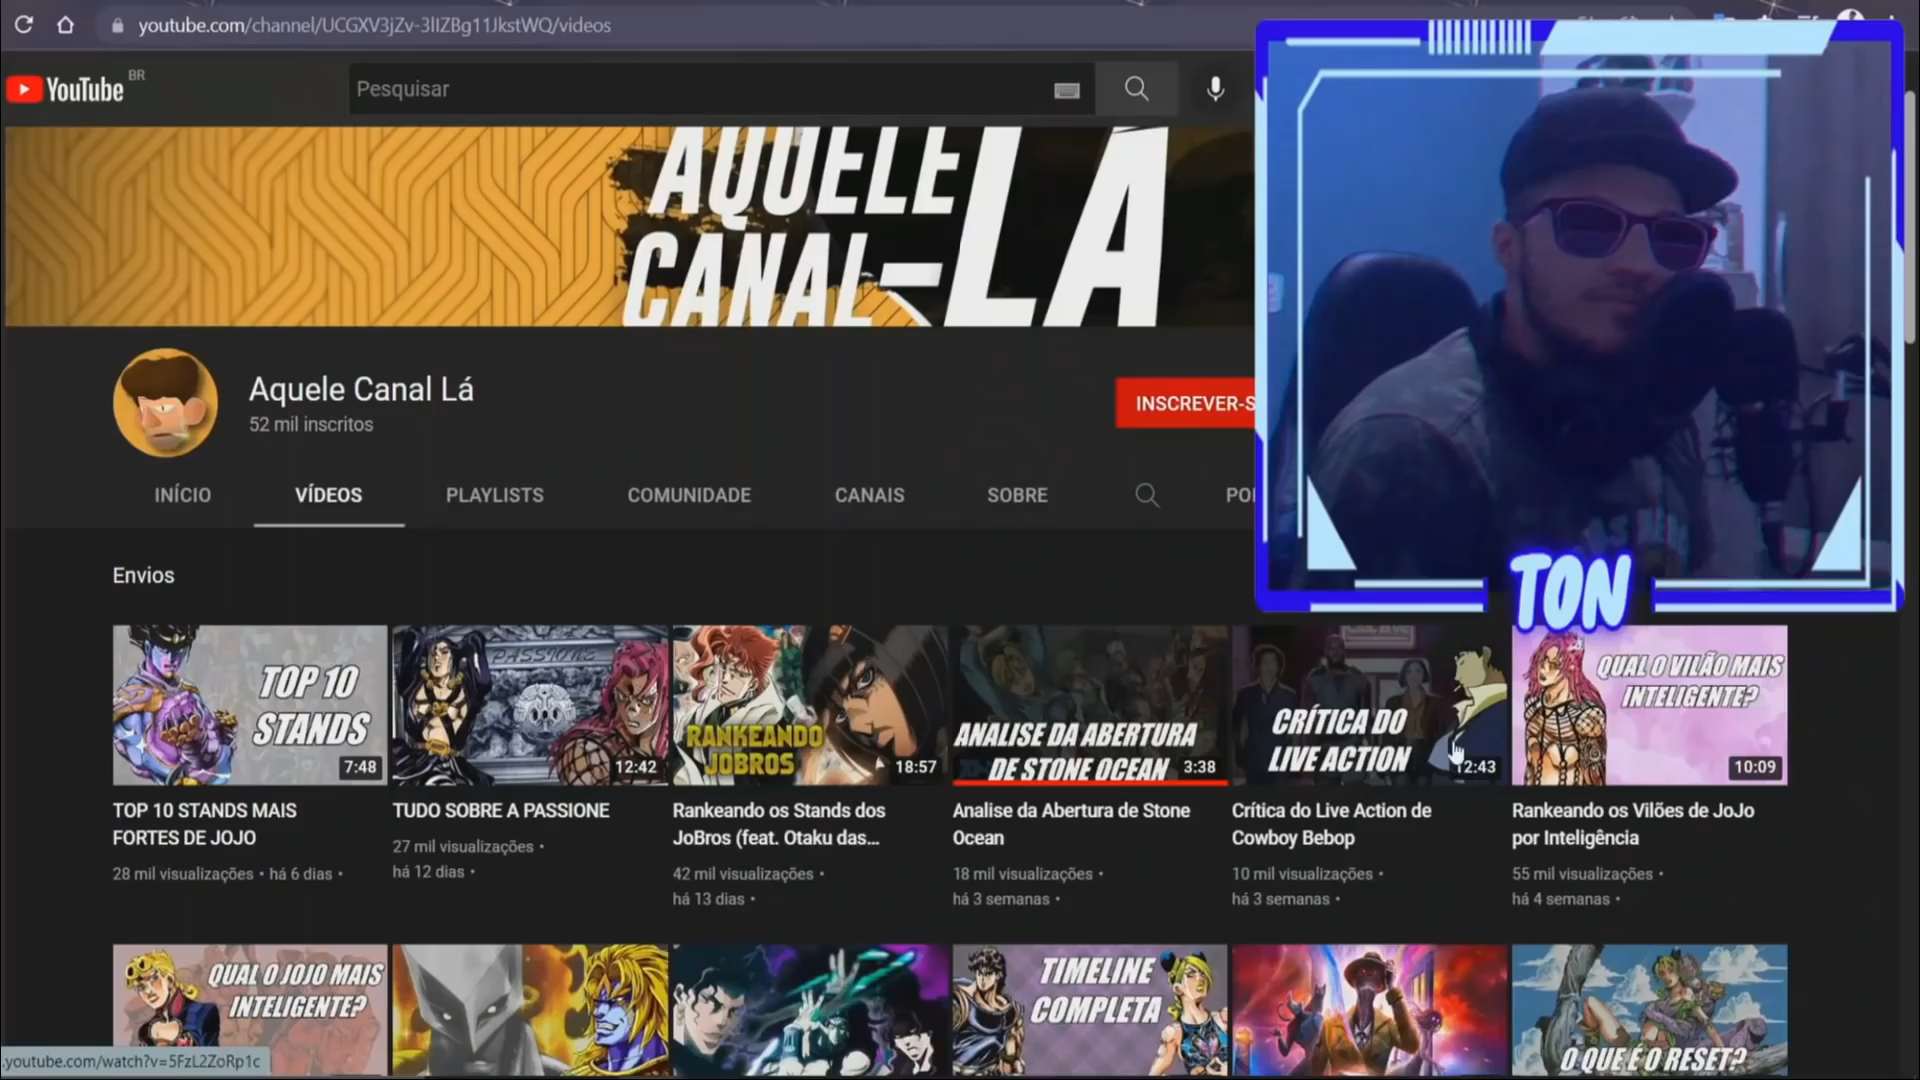 youtube.com/channel/UCGXV3jZv-3lIZBg11JkstWQ/videos
YouTube BR
Pesquisar
AQUELE
CANAL-LÁ
Aquele Canal Lá
52 mil inscritos
INSCREVER-S
INÍCIO VÍDEOS PLAYLISTS COMUNIDADE CANAIS SOBRE
TON
Envios
TOP 10
STANDS
7:48
PASSIONE
12:42
RANKEANDO
JOBROS
18:57
ANALISE DA ABERTURA
DE STONE OCEAN
3:38
CRÍTICA DO
LIVE ACTION
12:43
QUAL O VILÃO MAIS
INTELIGENTE?
10:09
TOP 10 STANDS MAIS
FORTES DE JOJO
28 mil visualizações • há 6 dias •
TUDO SOBRE A PASSIONE
27 mil visualizações •
há 12 dias •
Rankeando os Stands dos
JoBros (feat. Otaku das...
42 mil visualizações •
há 13 dias •
Analise da Abertura de Stone
Ocean
18 mil visualizações •
há 3 semanas •
Crítica do Live Action de
Cowboy Bebop
10 mil visualizações •
há 3 semanas •
Rankeando os Vilões de JoJo
por Inteligência
55 mil visualizações •
há 4 semanas •
QUAL O JOJO MAIS
INTELIGENTE?
TIMELINE
COMPLETA
O QUE É O RESET?
.youtube.com/watch?v=5FzL2ZoRp1c